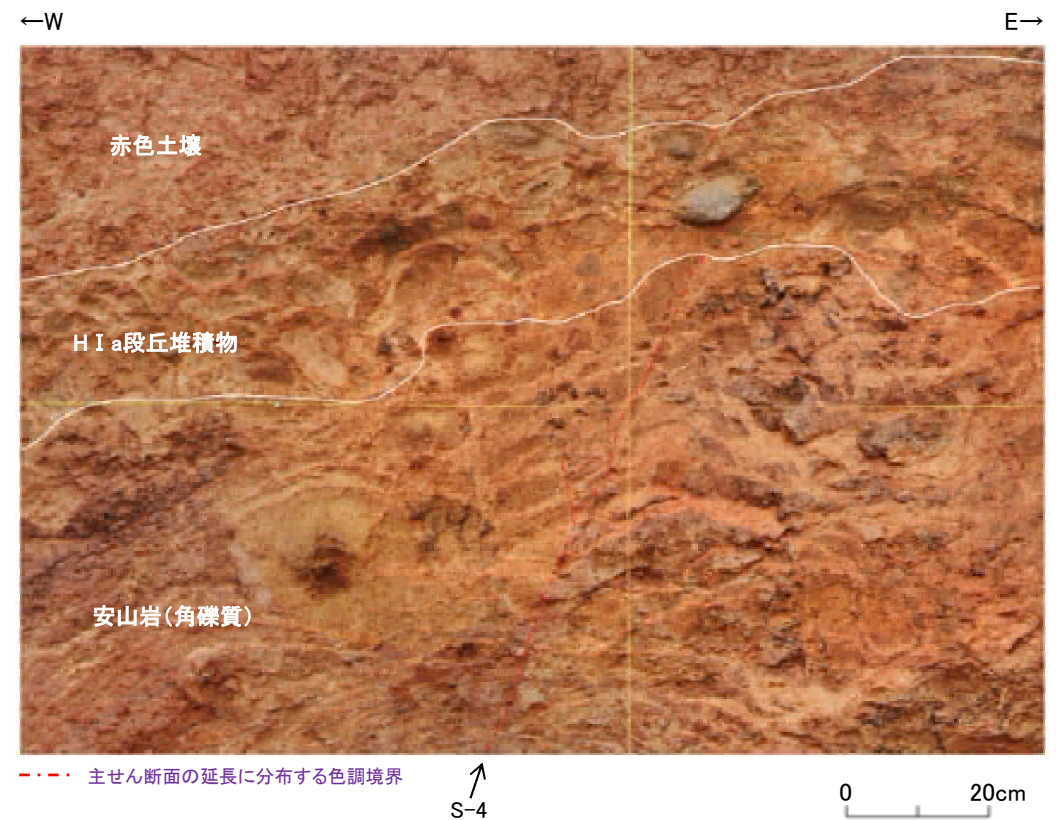 ←W
E→
赤色土壌
HⅠa段丘堆積物
安山岩(角礫質)
主せん断面の延長に分布する色調境界
S-4
0 20cm